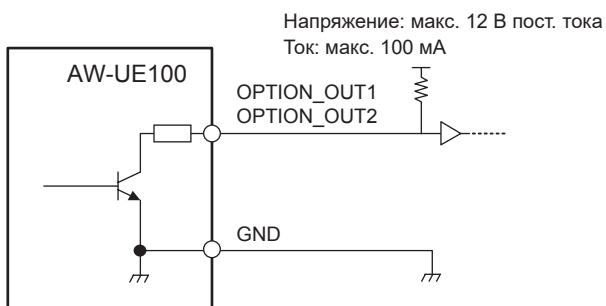 Напряжение: макс. 12 В пост. тока
Ток: макс. 100 мА
AW-UE100
OPTION_OUT1
OPTION_OUT2
GND